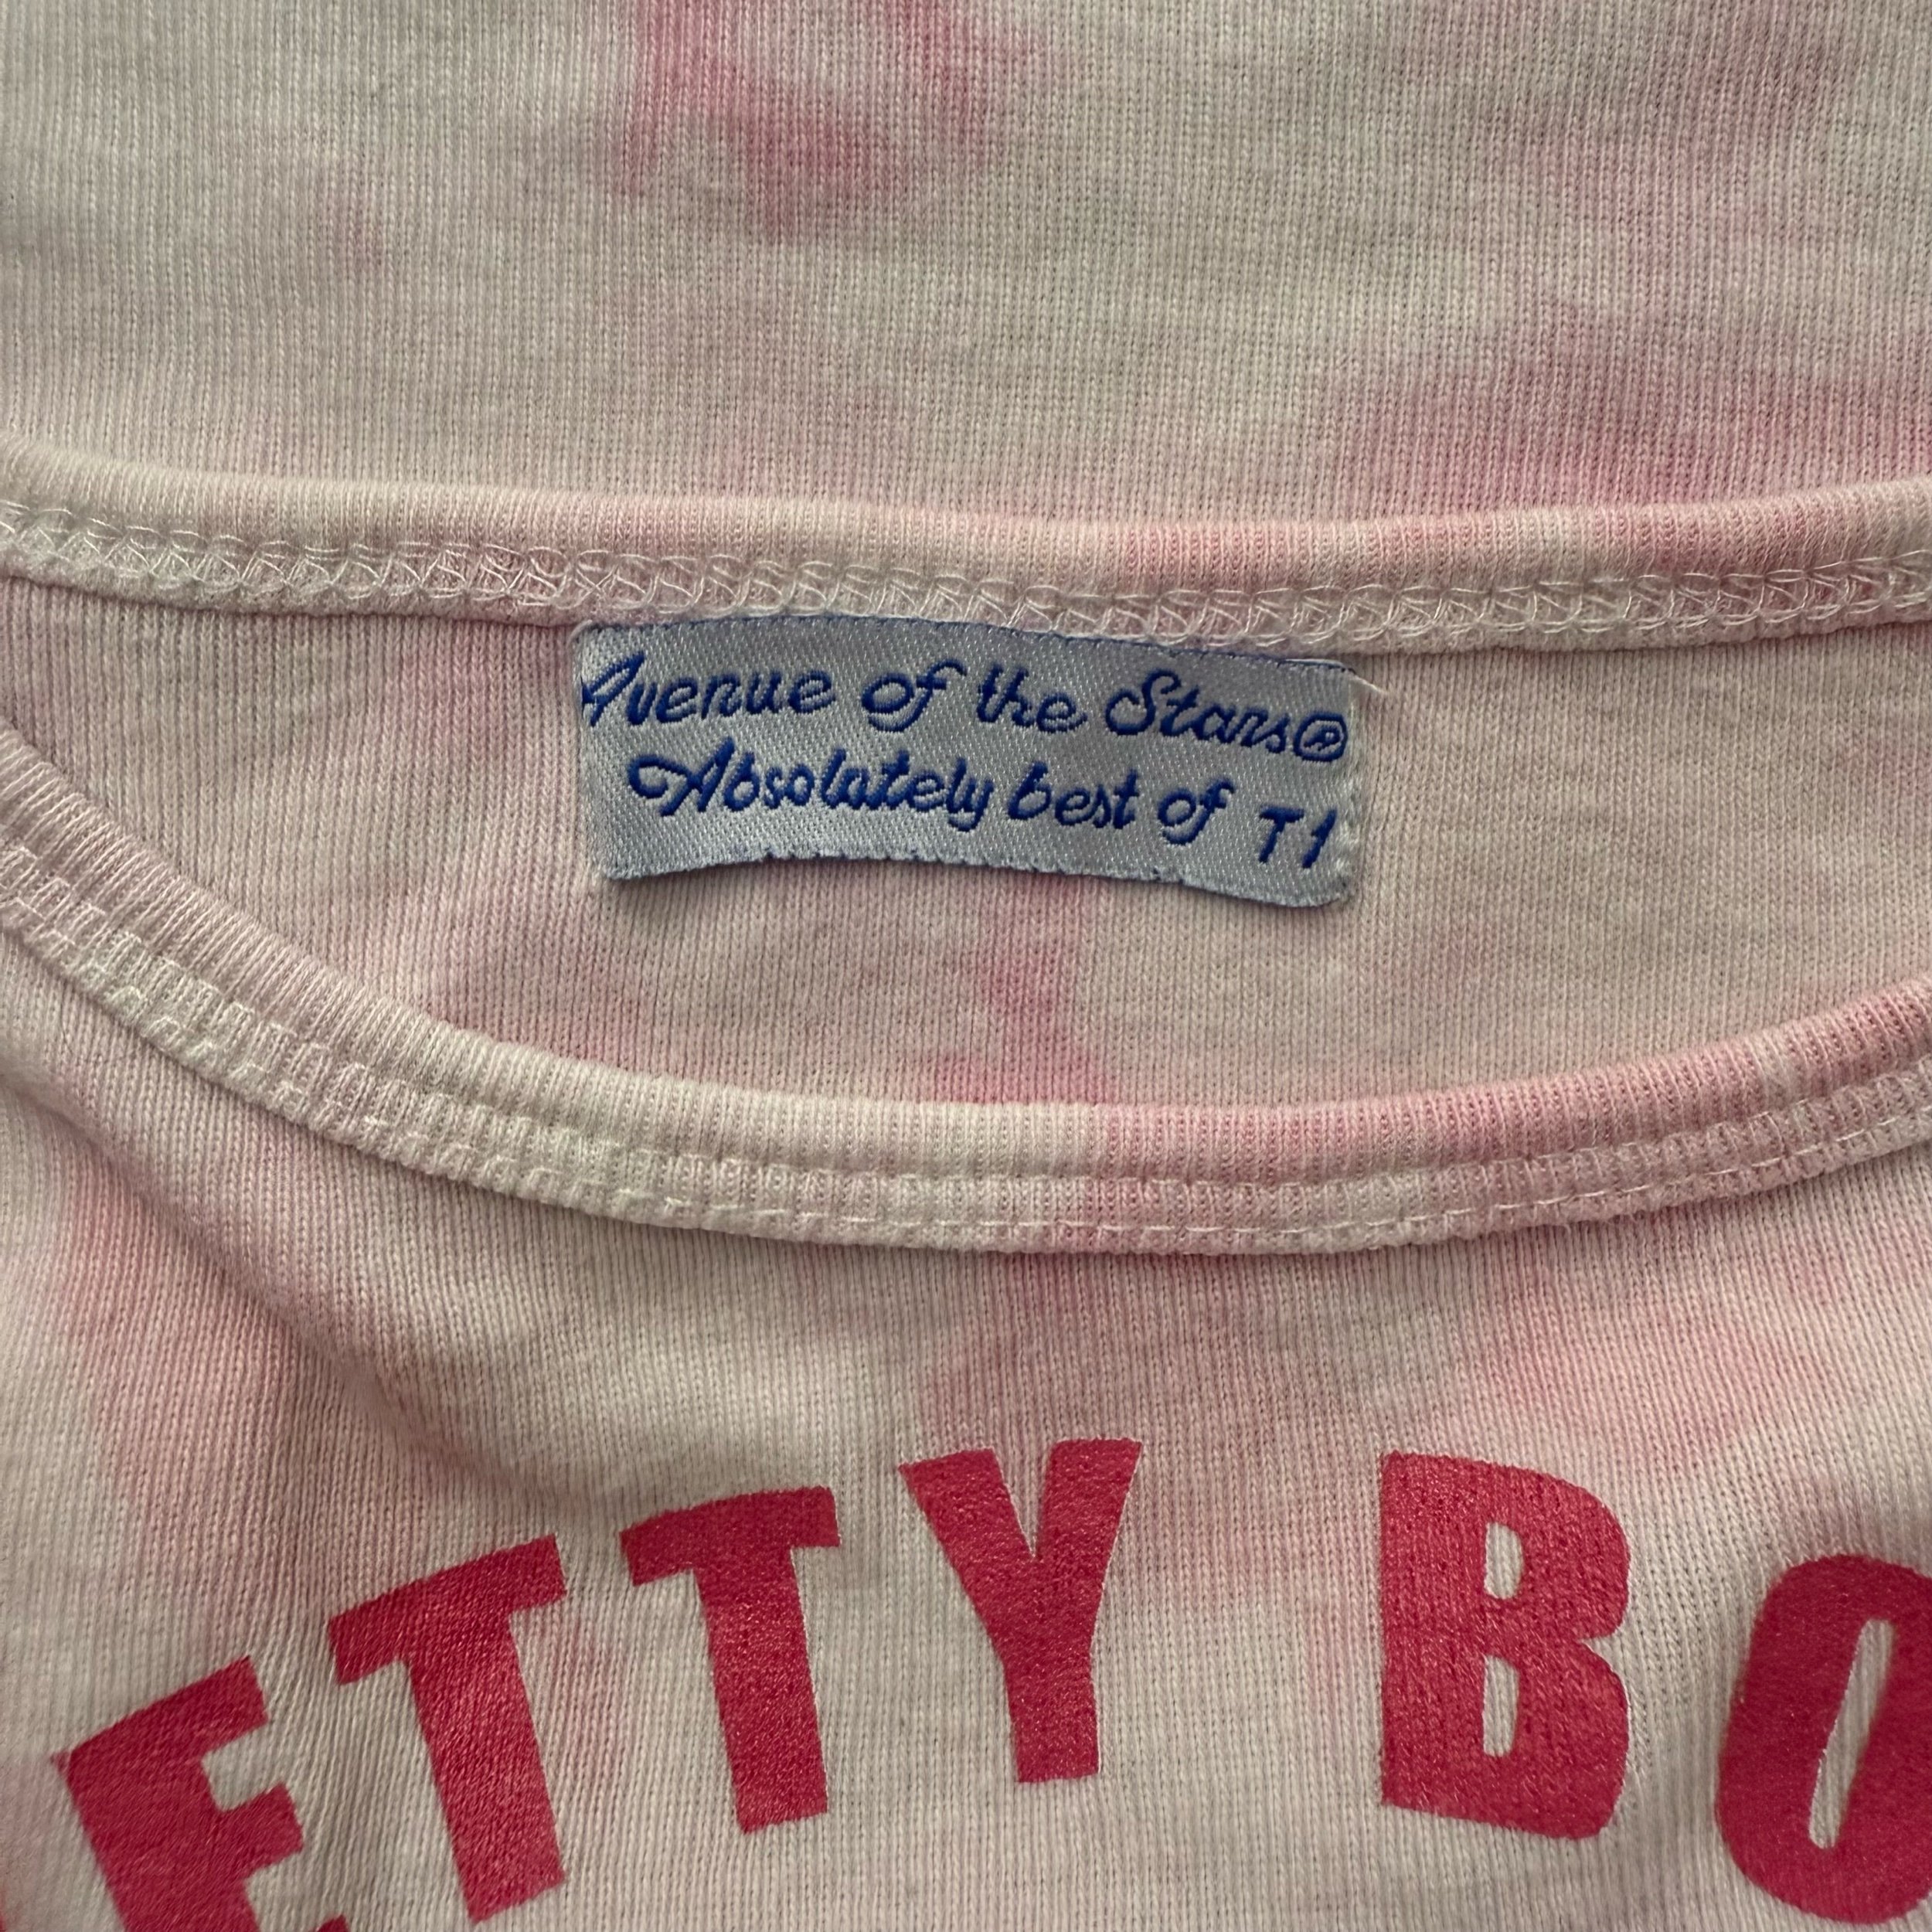 Avenue of the Stars®
Absolately best of T1
ETTY BO